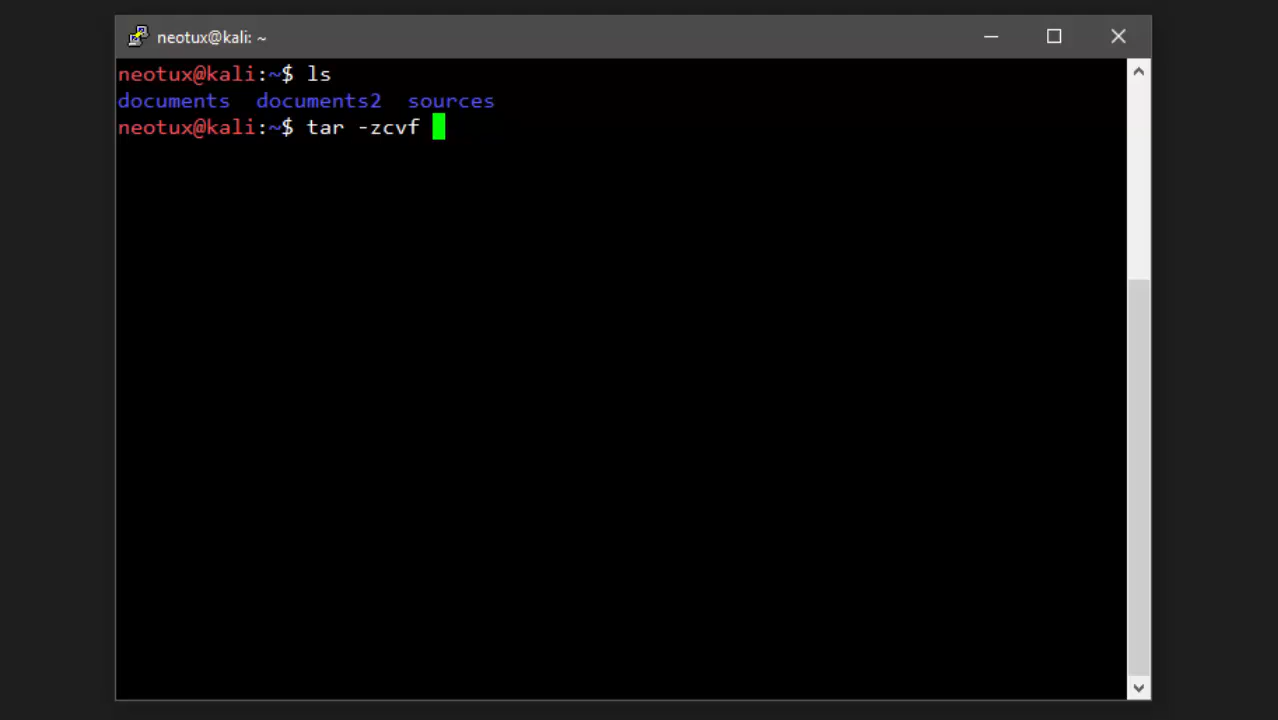 neotux@kali: ~
neotux@kali:~$ ls
documents  documents2  sources
neotux@kali:~$ tar -zcvf